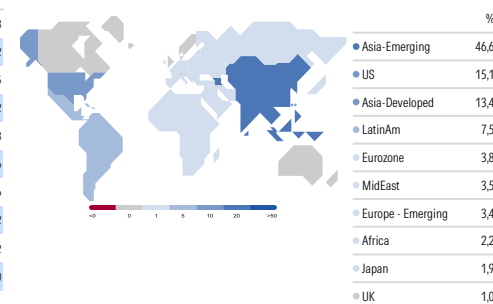 %
Asia-Emerging 46,6
US 15,1
Asia-Developed 13,4
LatinAm 7,5
Eurozone 3,8
MidEast 3,5
Europe - Emerging 3,4
Africa 2,2
Japan 1,9
UK 1,0
<0 0 1 5 10 20 >50